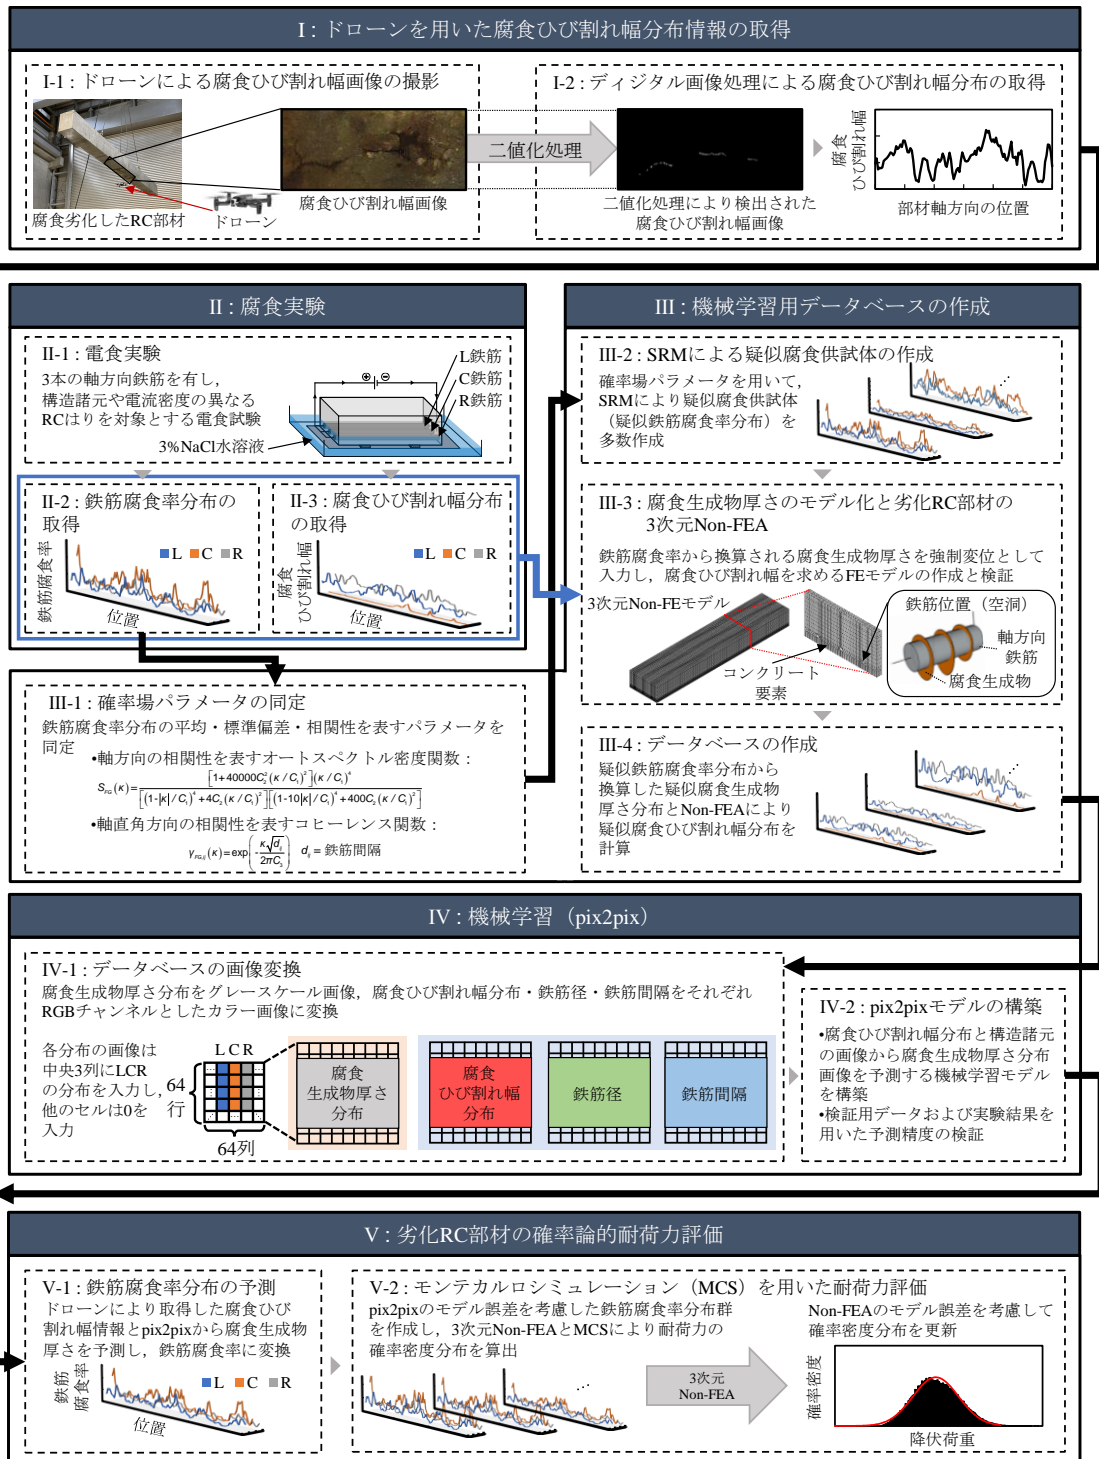 I : ドローンを用いた腐食ひび割れ幅分布情報の取得
I-1 : ドローンによる腐食ひび割れ幅画像の撮影
腐食劣化したRC部材
ドローン
腐食ひび割れ幅画像
二値化処理
I-2 : ディジタル画像処理による腐食ひび割れ幅分布の取得
二値化処理により検出された
腐食ひび割れ幅画像
腐食
ひび割れ幅
部材軸方向の位置
II : 腐食実験
II-1 : 電食実験
3本の軸方向鉄筋を有し，
構造諸元や電流密度の異なる
RCはりを対象とする電食試験
3%NaCl水溶液
L鉄筋
C鉄筋
R鉄筋
II-2 : 鉄筋腐食率分布の
取得
L C R
鉄筋腐食率
位置
II-3 : 腐食ひび割れ幅分布
の取得
L C R
腐食
ひび割れ幅
位置
III : 機械学習用データベースの作成
III-1 : 確率場パラメータの同定
鉄筋腐食率分布の平均・標準偏差・相関性を表すパラメータを
同定
•軸方向の相関性を表すオートスペクトル密度関数 :
S_{FG}(κ)=\frac{[1+40000C_2^3(κ/C_1)^2](κ/C_1)^4}{[(1-|κ|/C_1)^4+4C_2(κ/C_1)^2][(1-10|κ|/C_1)^4+400C_2(κ/C_1)^2]}
•軸直角方向の相関性を表すコヒーレンス関数 :
γ_{FG,ij}(κ)=exp(-\frac{κ\sqrt{d_{ij}}}{2πC_3}) d_{ij} = 鉄筋間隔
III-2 : SRMによる疑似腐食供試体の作成
確率場パラメータを用いて，
SRMにより疑似腐食供試体
（疑似鉄筋腐食率分布）を
多数作成
…
III-3 : 腐食生成物厚さのモデル化と劣化RC部材の
3次元Non-FEA
鉄筋腐食率から換算される腐食生成物厚さを強制変位として
入力し，腐食ひび割れ幅を求めるFEモデルの作成と検証
3次元Non-FEモデル
コンクリート
要素
鉄筋位置（空洞）
軸方向
鉄筋
腐食生成物
III-4 : データベースの作成
疑似鉄筋腐食率分布から
換算した疑似腐食生成物
厚さ分布とNon-FEAにより
疑似腐食ひび割れ幅分布を
計算
…
IV : 機械学習（pix2pix）
IV-1 : データベースの画像変換
腐食生成物厚さ分布をグレースケール画像，腐食ひび割れ幅分布・鉄筋径・鉄筋間隔をそれぞれ
RGBチャンネルとしたカラー画像に変換
各分布の画像は
中央3列にLCR
の分布を入力し，
他のセルは0を
入力
L C R
64
行
64列
腐食
生成物厚さ
分布
腐食
ひび割れ幅
分布
鉄筋径
鉄筋間隔
IV-2 : pix2pixモデルの構築
•腐食ひび割れ幅分布と構造諸元
の画像から腐食生成物厚さ分布
画像を予測する機械学習モデル
を構築
•検証用データおよび実験結果を
用いた予測精度の検証
V : 劣化RC部材の確率論的耐荷力評価
V-1 : 鉄筋腐食率分布の予測
ドローンにより取得した腐食ひび
割れ幅情報とpix2pixから腐食生成物
厚さを予測し，鉄筋腐食率に変換
L C R
鉄筋
腐食率
位置
V-2 : モンテカルロシミュレーション（MCS）を用いた耐荷力評価
pix2pixのモデル誤差を考慮した鉄筋腐食率分布群
を作成し，3次元Non-FEAとMCSにより耐荷力の
確率密度分布を算出
…
3次元
Non-FEA
Non-FEAのモデル誤差を考慮して
確率密度分布を更新
確率密度
降伏荷重